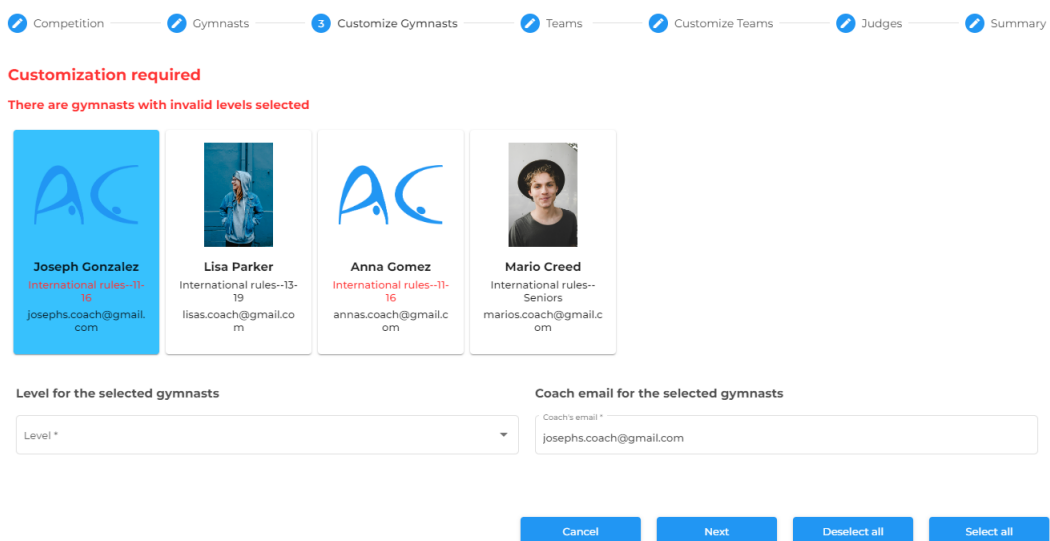 Competition
Gymnasts
3 Customize Gymnasts
Teams
Customize Teams
Judges
Summary
Customization required
There are gymnasts with invalid levels selected
Joseph Gonzalez
International rules--11-
16
josephs.coach@gmail.
com
Lisa Parker
International rules--13-
19
lisas.coach@gmail.co
m
Anna Gomez
International rules--11-
16
annas.coach@gmail.c
om
Mario Creed
International rules--
Seniors
marios.coach@gmail.c
om
Level for the selected gymnasts
Level *
Coach email for the selected gymnasts
Coach's email *
josephs.coach@gmail.com
Cancel
Next
Deselect all
Select all